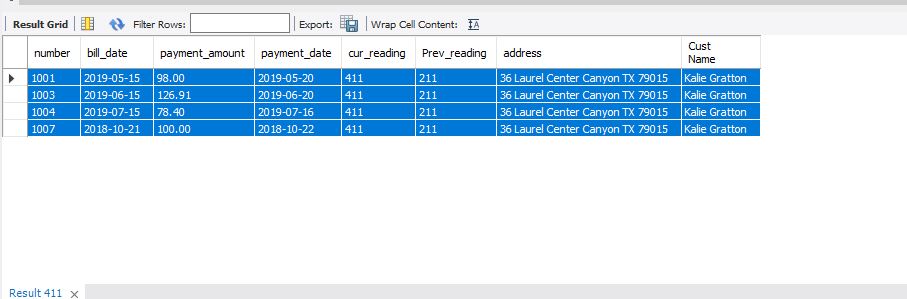 Result Grid Filter Rows: Export: Wrap Cell Content:
number bill_date payment_amount payment_date cur_reading Prev_reading address Cust Name
1001 2019-05-15 98.00 2019-05-20 411 211 36 Laurel Center Canyon TX 79015 Kalie Gratton
1003 2019-06-15 126.91 2019-06-20 411 211 36 Laurel Center Canyon TX 79015 Kalie Gratton
1004 2019-07-15 78.40 2019-07-16 411 211 36 Laurel Center Canyon TX 79015 Kalie Gratton
1007 2018-10-21 100.00 2018-10-22 411 211 36 Laurel Center Canyon TX 79015 Kalie Gratton
Result 411 ×